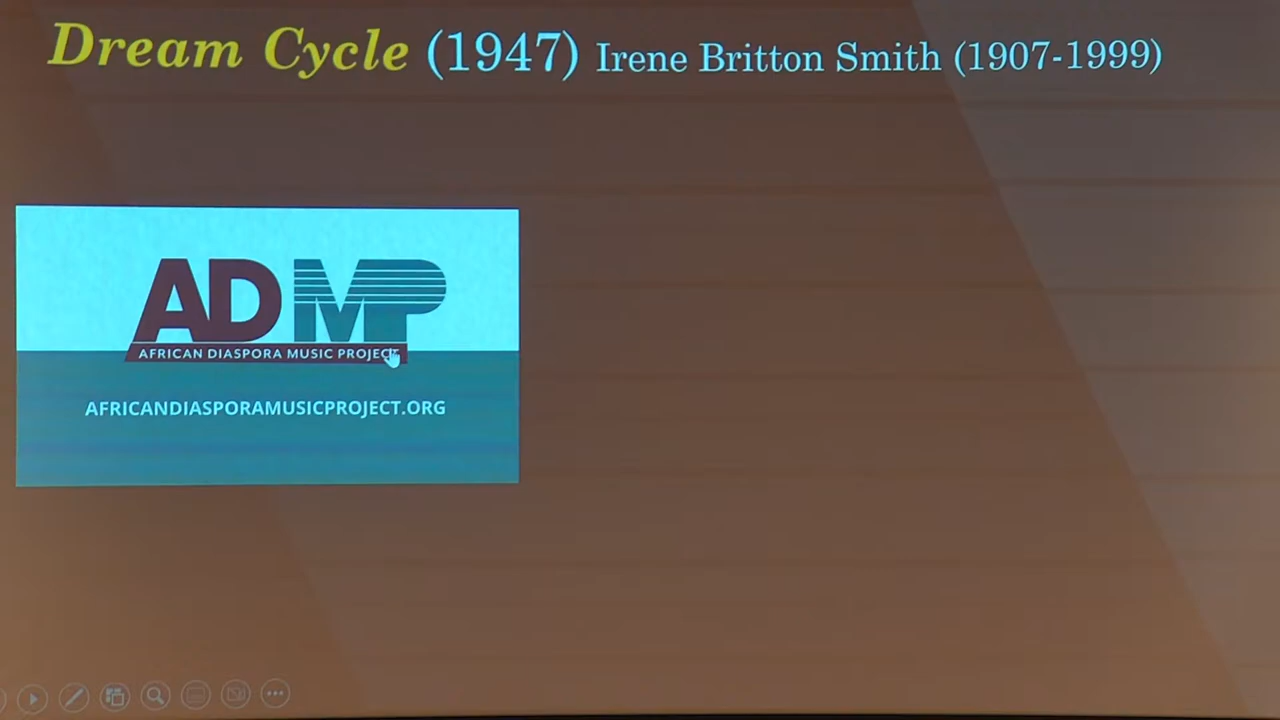 Dream Cycle (1947) Irene Britton Smith (1907-1999)
ADMP
AFRICAN DIASPORA MUSIC PROJECT
AFRICANDIASPORAMUSICPROJECT.ORG